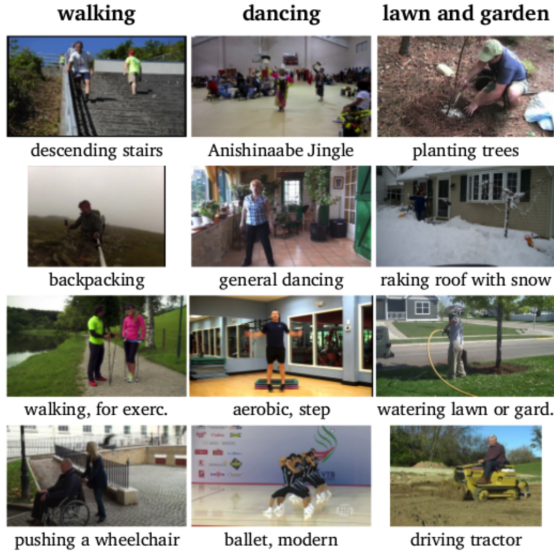 walking
dancing
lawn and garden
descending stairs
Anishinaabe Jingle
planting trees
backpacking
general dancing
raking roof with snow
walking, for exerc.
aerobic, step
watering lawn or gard.
pushing a wheelchair
ballet, modern
driving tractor